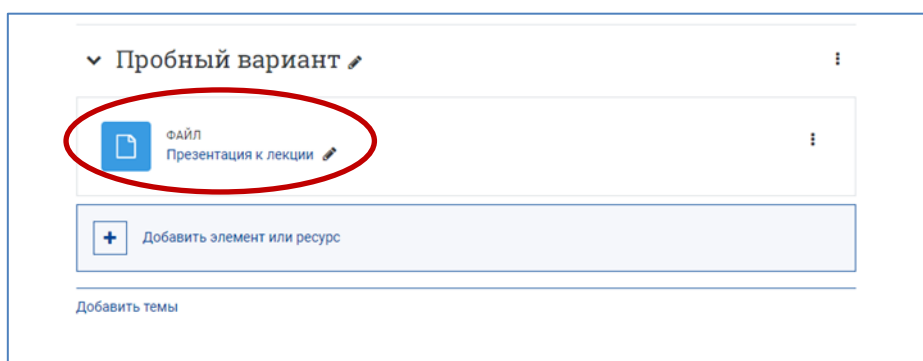 Пробный вариант
ФАЙЛ
Презентация к лекции
Добавить элемент или ресурс
Добавить темы